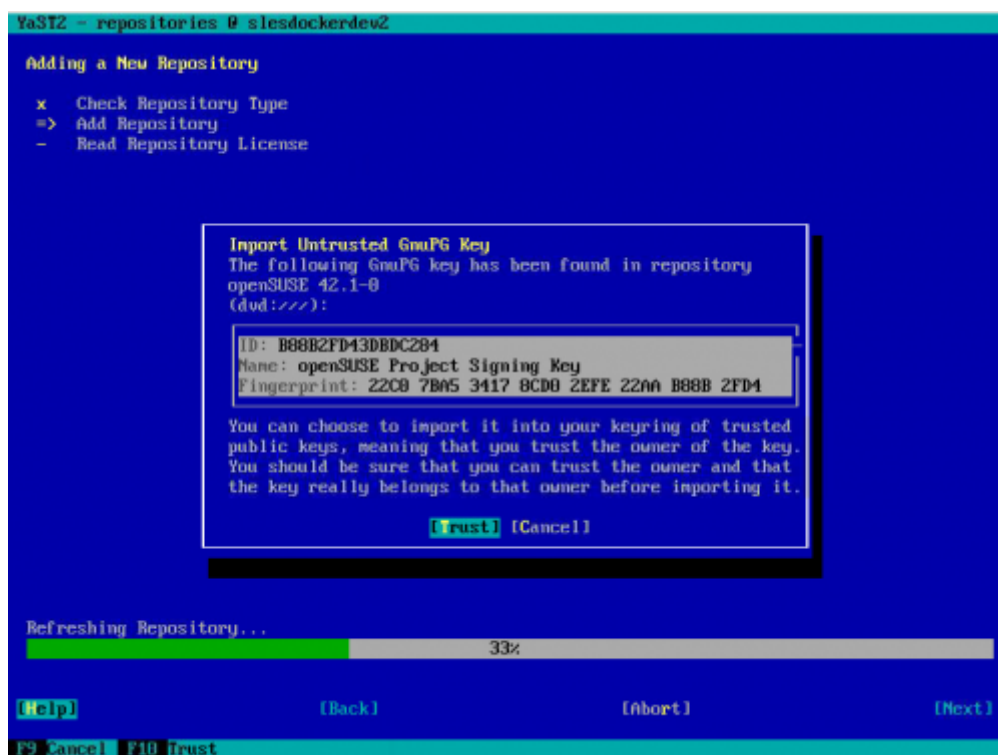 YaST2 - repositories @ slesdockerdev2
Adding a New Repository
x Check Repository Type
=> Add Repository
- Read Repository License
Import Untrusted GnuPG Key
The following GnuPG key has been found in repository
openSUSE 42.1-0
(dvd:///):
ID: B88B2FD43DBDC284
Name: openSUSE Project Signing Key
Fingerprint: 22C0 7BA5 3417 8CD0 2EFE 22AA B88B 2FD4
You can choose to import it into your keyring of trusted
public keys, meaning that you trust the owner of the key.
You should be sure that you can trust the owner and that
the key really belongs to that owner before importing it.
[Trust] [Cancel]
Refreshing Repository...
33%
[Help] [Back] [Abort] [Next]
F9 Cancel F10 Trust